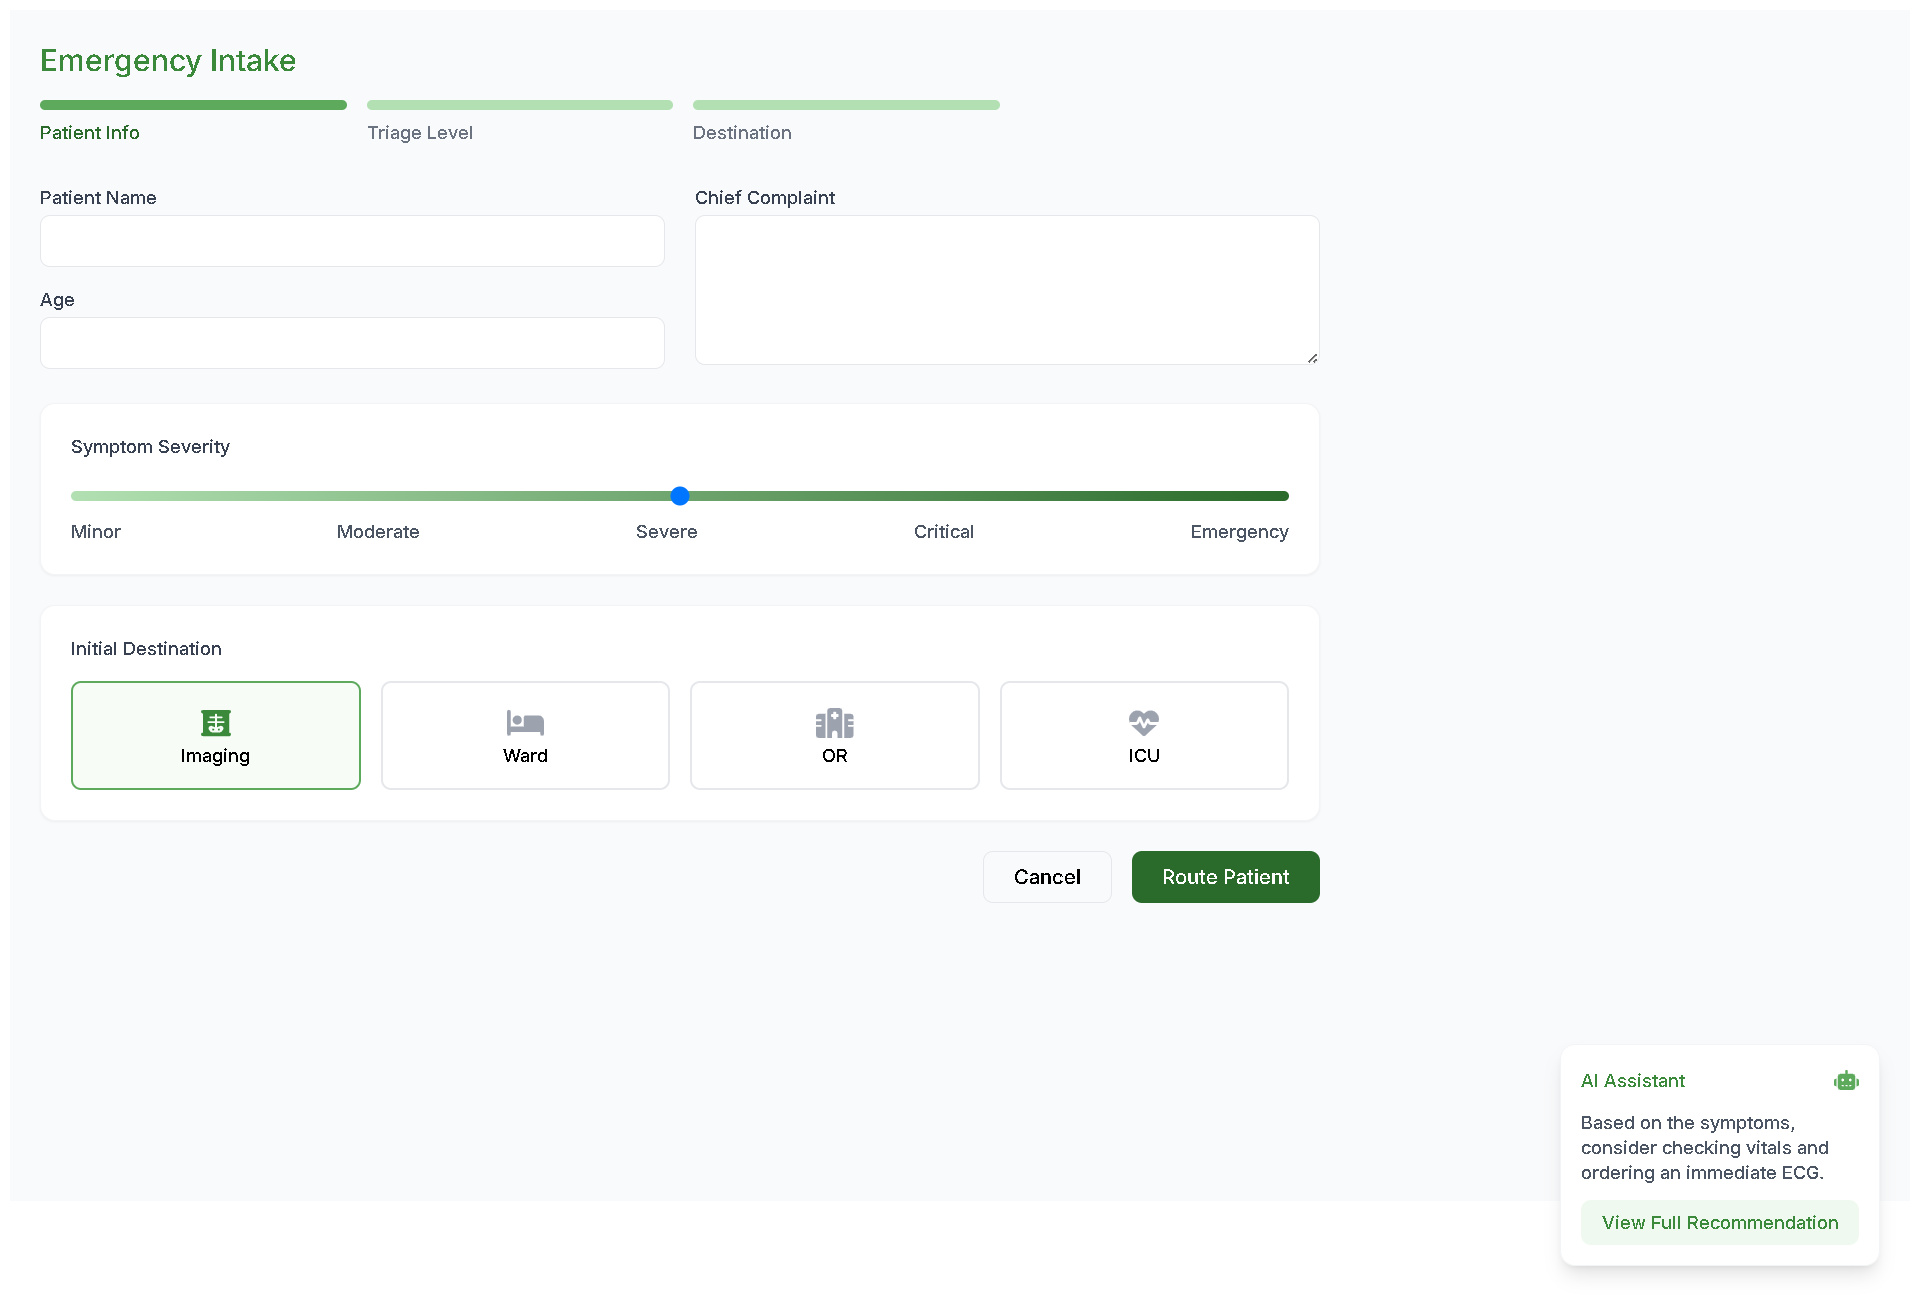 Emergency Intake
Patient Info
Triage Level
Destination
Patient Name
Chief Complaint
Age
Symptom Severity
Minor
Moderate
Severe
Critical
Emergency
Initial Destination
Imaging
Ward
OR
ICU
Cancel
Route Patient
AI Assistant
Based on the symptoms,
consider checking vitals and
ordering an immediate ECG.
View Full Recommendation